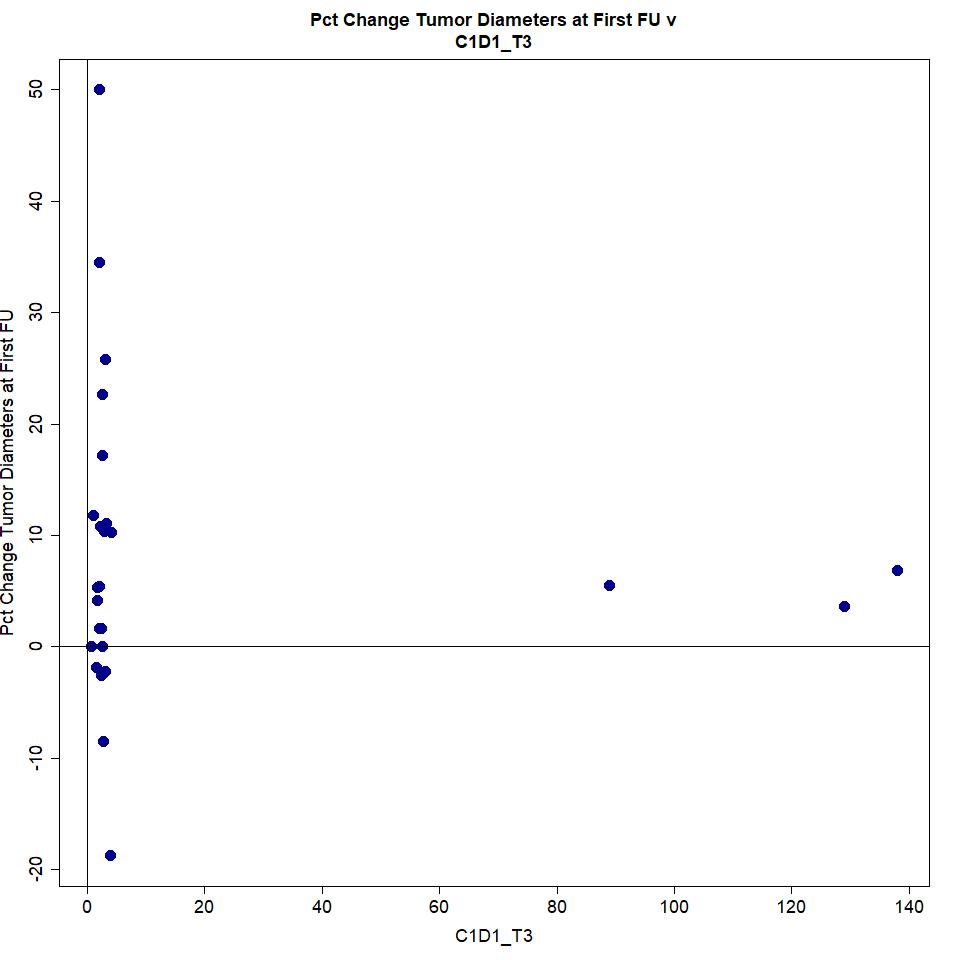 Pct Change Tumor Diameters at First FU v
C1D1_T3
Pct Change Tumor Diameters at First FU
50
40
30
20
10
0
-10
-20
0 20 40 60 80 100 120 140
C1D1_T3